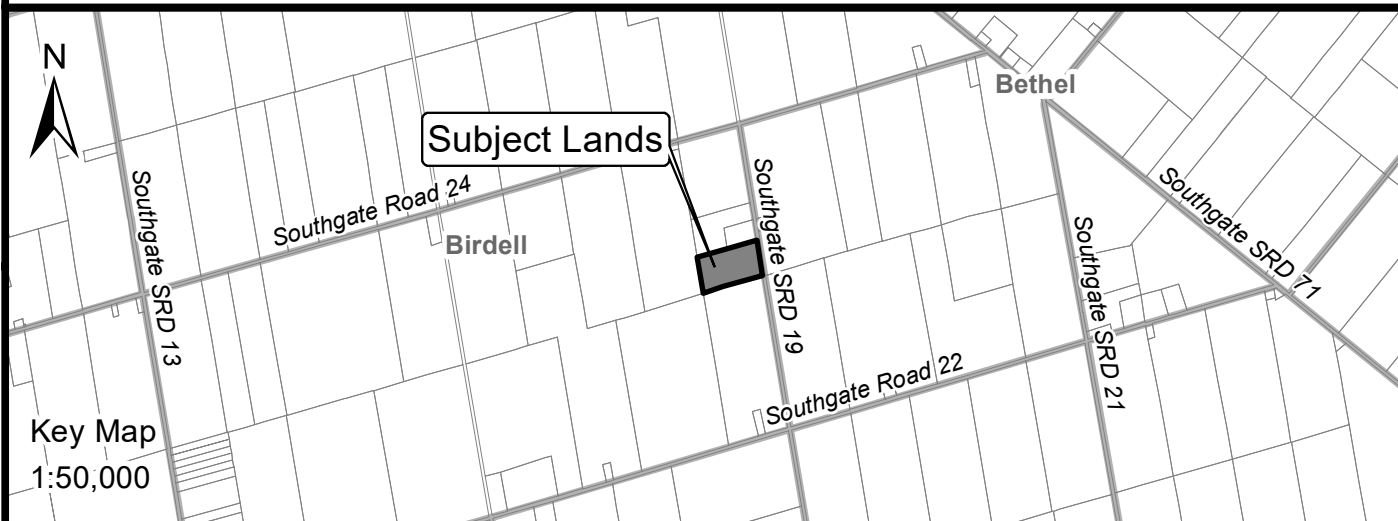 N
Bethel
Subject Lands
Southgate Road 24
Birdell
Southgate SRD 13
Southgate SRD 19
Southgate SRD 21
Southgate SRD 71
Southgate Road 22
Key Map
1:50,000